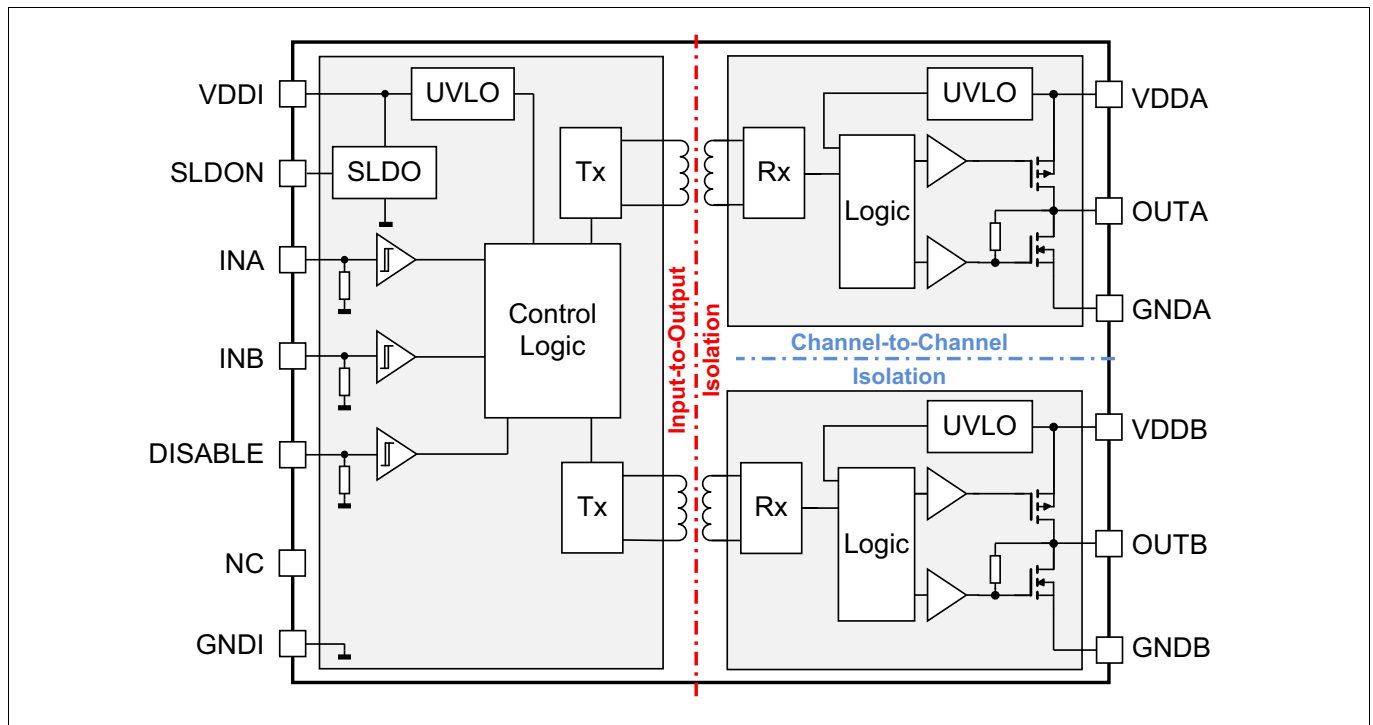 VDDI
SLDON
INA
INB
DISABLE
NC
GNDI
UVLO
SLDO
Control
Logic
Tx
Tx
Input-to-Output
Isolation
UVLO
Rx
Logic
VDDA
OUTA
GNDA
Channel-to-Channel
Isolation
UVLO
Rx
Logic
VDDB
OUTB
GNDB